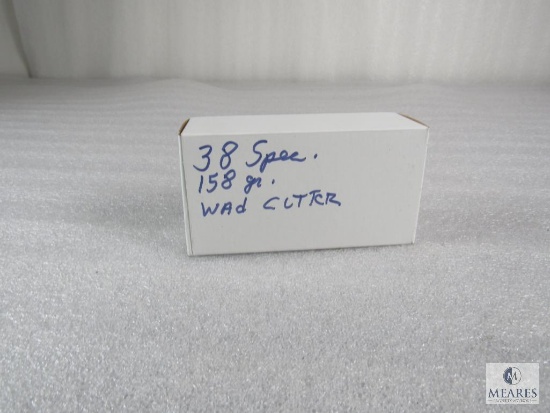 38 Spec.
158 gr.
WAd CUTTER
MEARES